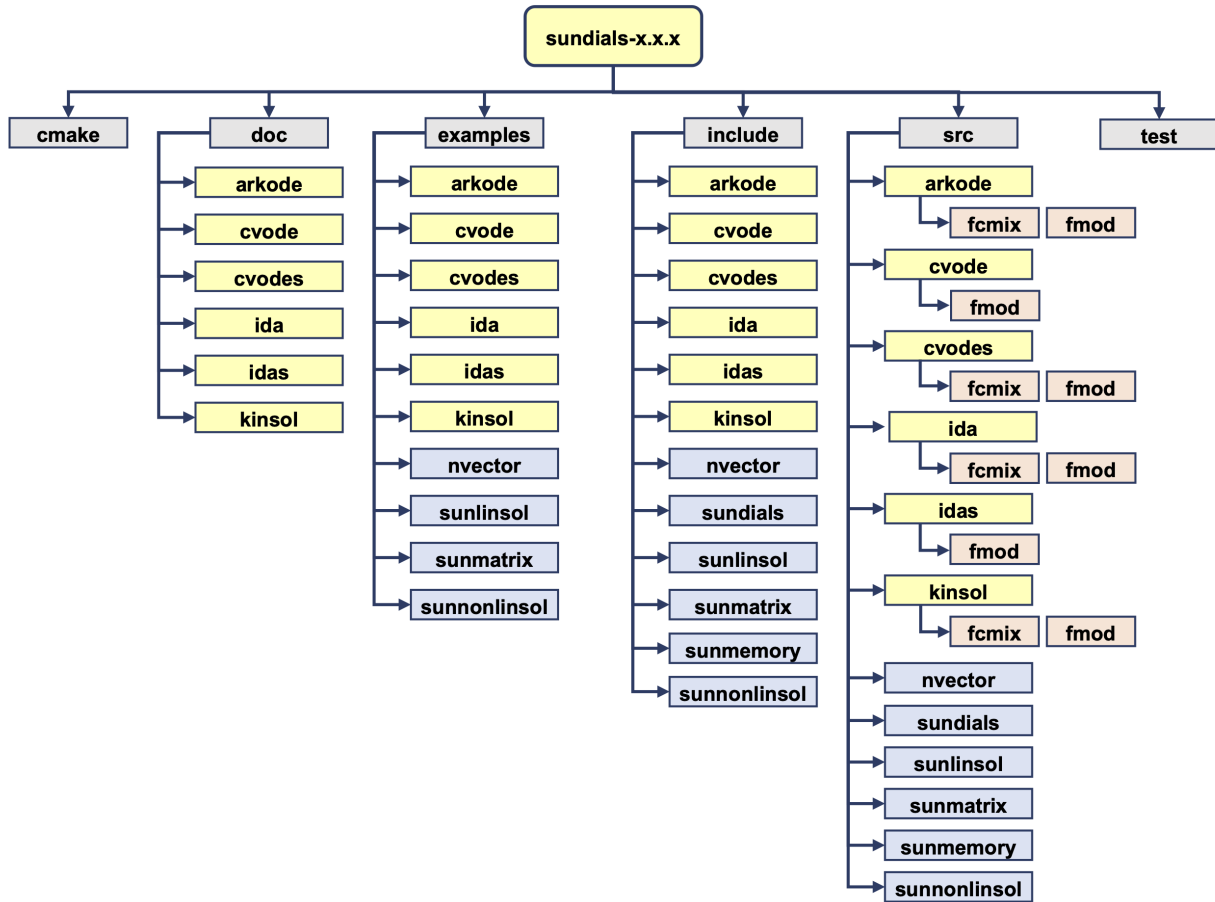 sundials-x.x.x
cmake
doc
examples
include
src
test
arkode
cvode
cvodes
ida
idas
kinsol
arkode
cvode
cvodes
ida
idas
kinsol
nvector
sunlinsol
sunmatrix
sunnonlinsol
arkode
cvode
cvodes
ida
idas
kinsol
nvector
sundials
sunlinsol
sunmatrix
sunmemory
sunnonlinsol
arkode
fcmix fmod
cvode
fmod
cvodes
fcmix fmod
ida
fcmix fmod
idas
fmod
kinsol
fcmix fmod
nvector
sundials
sunlinsol
sunmatrix
sunmemory
sunnonlinsol